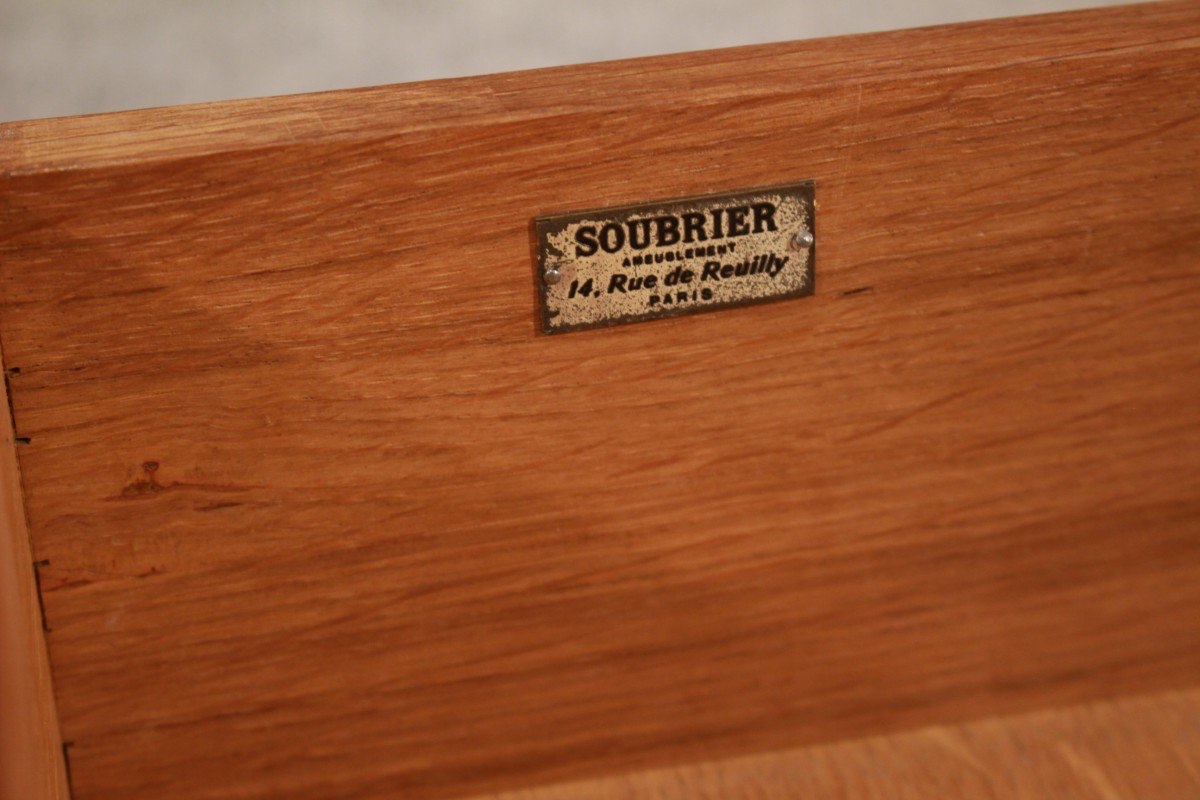 SOUBRIER
AMEUBLEMENT
14, Rue de Reuilly
PARIS